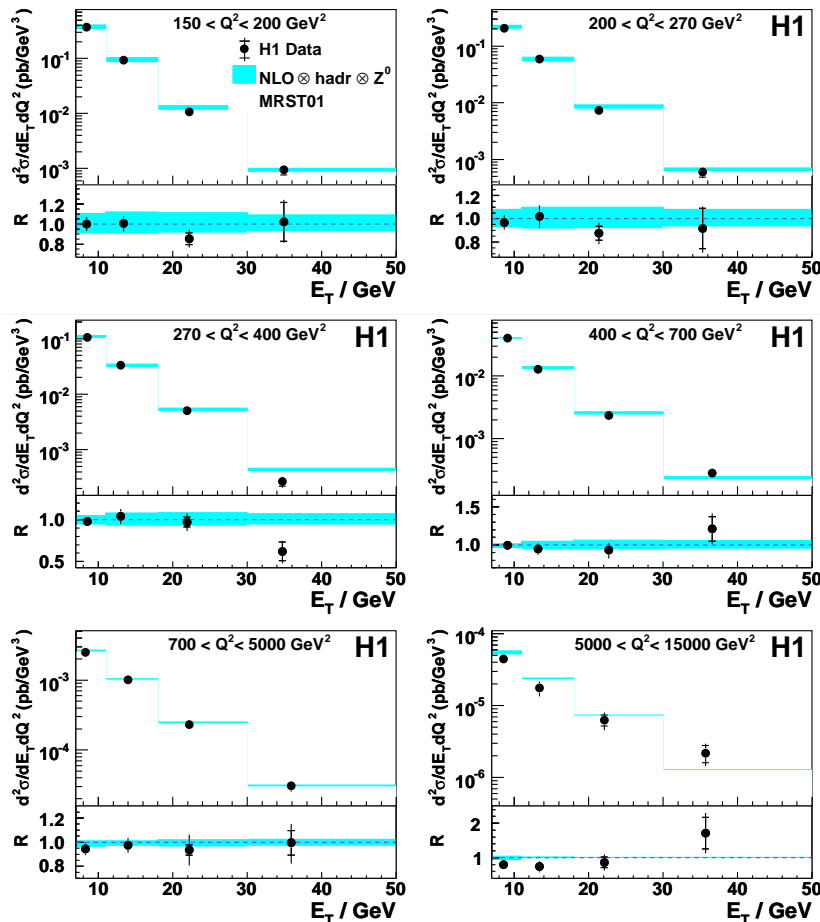 150 < Q² < 200 GeV²
H1 Data
NLO ⊗ hadr ⊗ Z⁰
MRST01
d²σ/dE_TdQ² (pb/GeV³)
10⁻¹
10⁻²
10⁻³
R
1.2
1.0
0.8
10 20 30 40 50
E_T / GeV
200 < Q² < 270 GeV²
H1
d²σ/dE_TdQ² (pb/GeV³)
10⁻¹
10⁻²
10⁻³
R
1.2
1.0
0.8
10 20 30 40 50
E_T / GeV
270 < Q² < 400 GeV²
H1
d²σ/dE_TdQ² (pb/GeV³)
10⁻¹
10⁻²
10⁻³
R
1.0
0.5
10 20 30 40 50
E_T / GeV
400 < Q² < 700 GeV²
H1
d²σ/dE_TdQ² (pb/GeV³)
10⁻²
10⁻³
R
1.5
1.0
10 20 30 40 50
E_T / GeV
700 < Q² < 5000 GeV²
H1
d²σ/dE_TdQ² (pb/GeV³)
10⁻³
10⁻⁴
R
1.2
1.0
0.8
10 20 30 40 50
E_T / GeV
5000 < Q² < 15000 GeV²
H1
d²σ/dE_TdQ² (pb/GeV³)
10⁻⁴
10⁻⁵
10⁻⁶
R
2
1
10 20 30 40 50
E_T / GeV